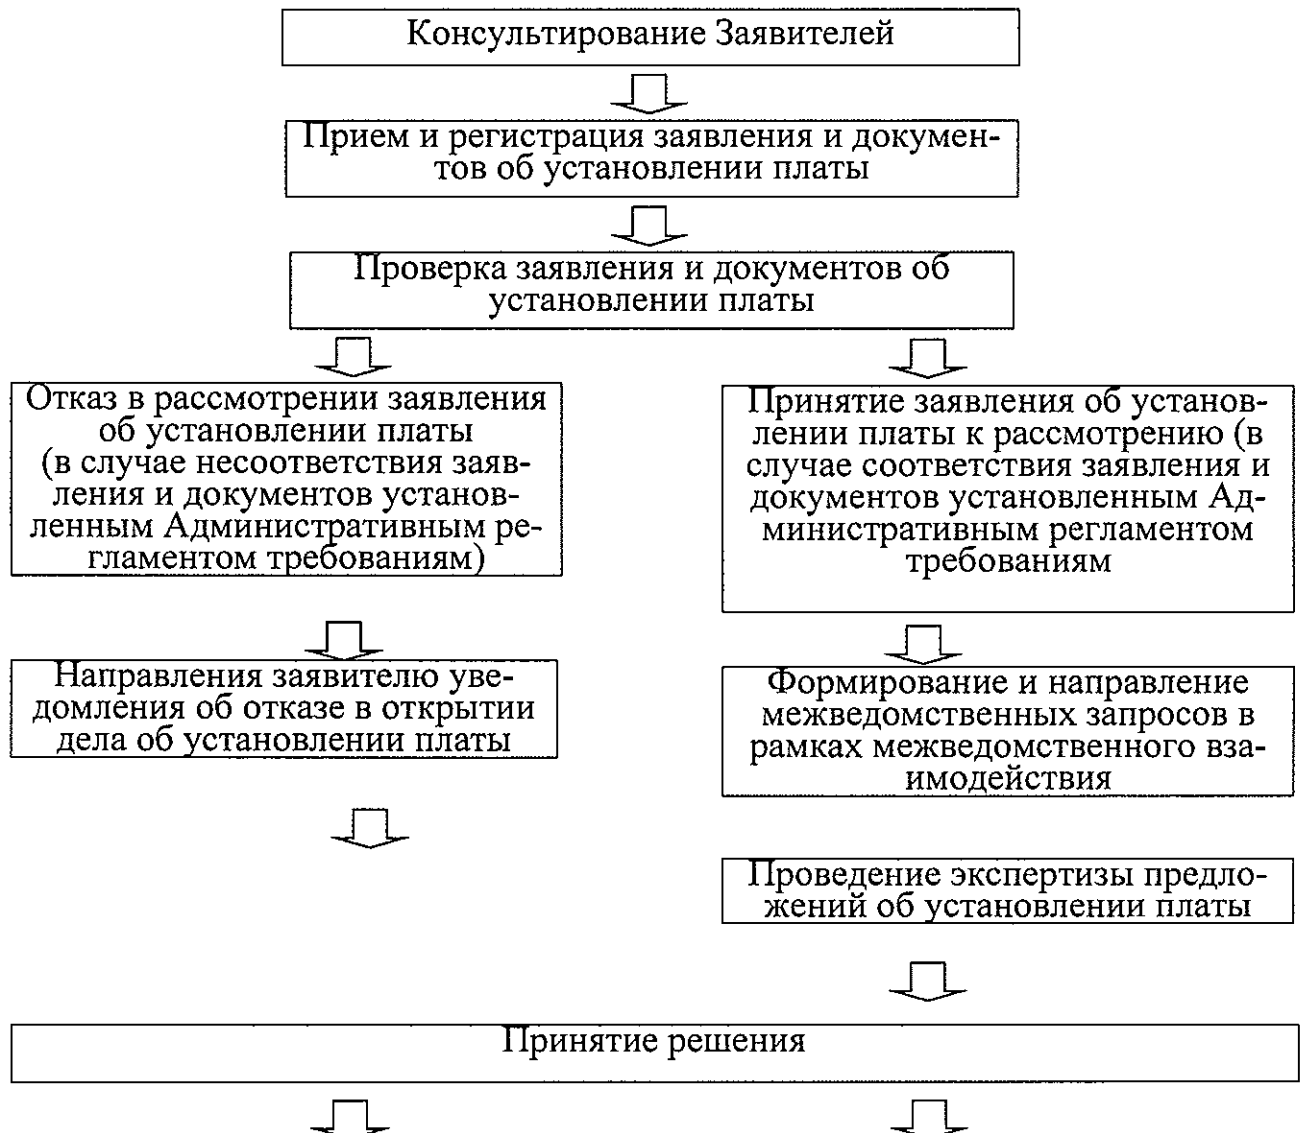 Консультирование Заявителей
Прием и регистрация заявления и докумен-
тов об установлении платы
Проверка заявления и документов об
установлении платы
Отказ в рассмотрении заявления
об установлении платы
(в случае несоответствия заяв-
ления и документов установ-
ленным Административным ре-
гламентом требованиям)
Принятие заявления об установ-
лении платы к рассмотрению (в
случае соответствия заявления и
документов установленным Ад-
министративным регламентом
требованиям
Направления заявителю уве-
домления об отказе в открытии
дела об установлении платы
Формирование и направление
межведомственных запросов в
рамках межведомственного вза-
имодействия
Проведение экспертизы предло-
жений об установлении платы
Принятие решения